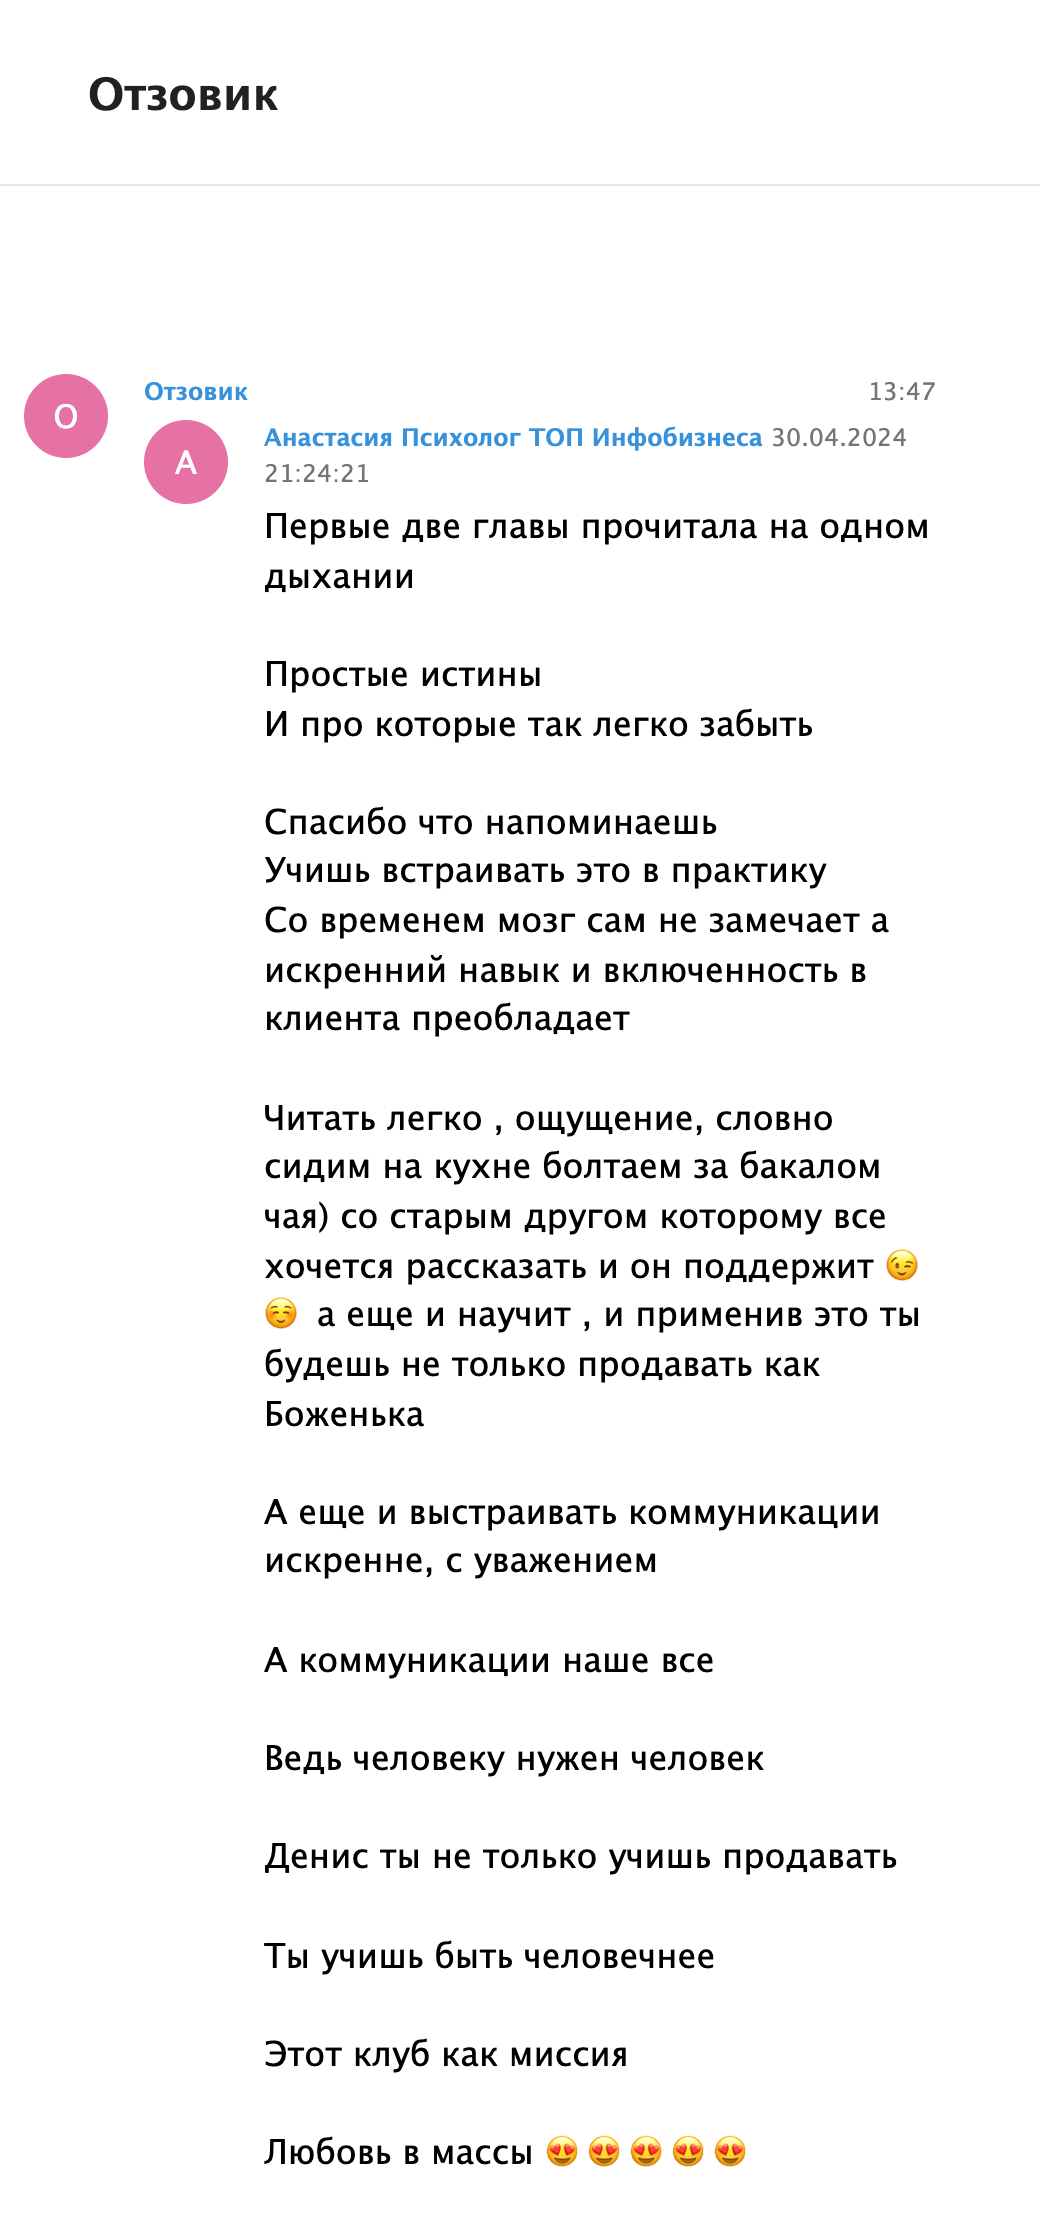 Отзовик
О
Отзовик 13:47
А
Анастасия Психолог ТОП Инфобизнеса 30.04.2024
21:24:21
Первые две главы прочитала на одном
дыхании
Простые истины
И про которые так легко забыть
Спасибо что напоминаешь
Учишь встраивать это в практику
Со временем мозг сам не замечает а
искренний навык и включенность в
клиента преобладает
Читать легко , ощущение, словно
сидим на кухне болтаем за бакалом
чая) со старым другом которому все
хочется рассказать и он поддержит 😉
☺️ а еще и научит , и применив это ты
будешь не только продавать как
Боженька
А еще и выстраивать коммуникации
искренне, с уважением
А коммуникации наше все
Ведь человеку нужен человек
Денис ты не только учишь продавать
Ты учишь быть человечнее
Этот клуб как миссия
Любовь в массы 😍😍😍😍😍